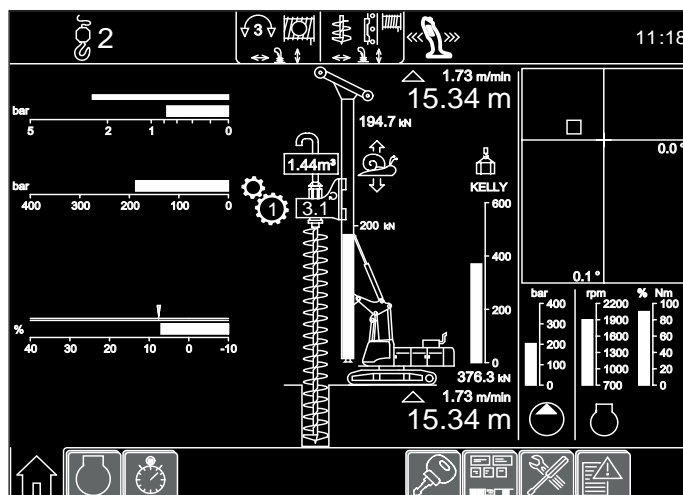 2
3
11:18
1.73 m/min
15.34 m
194.7 kN
1.44m³
KELLY
0.0 °
bar
5 2 1 0
bar
400 300 200 100 0
1
3.1
200 kN
600
400
200
0
376.3 kN
0.1 °
bar
400
300
200
100
0
rpm
2200
1900
1600
1300
1000
700
% Nm
100
80
60
40
20
0
%
40 30 20 10 0 -10
1.73 m/min
15.34 m